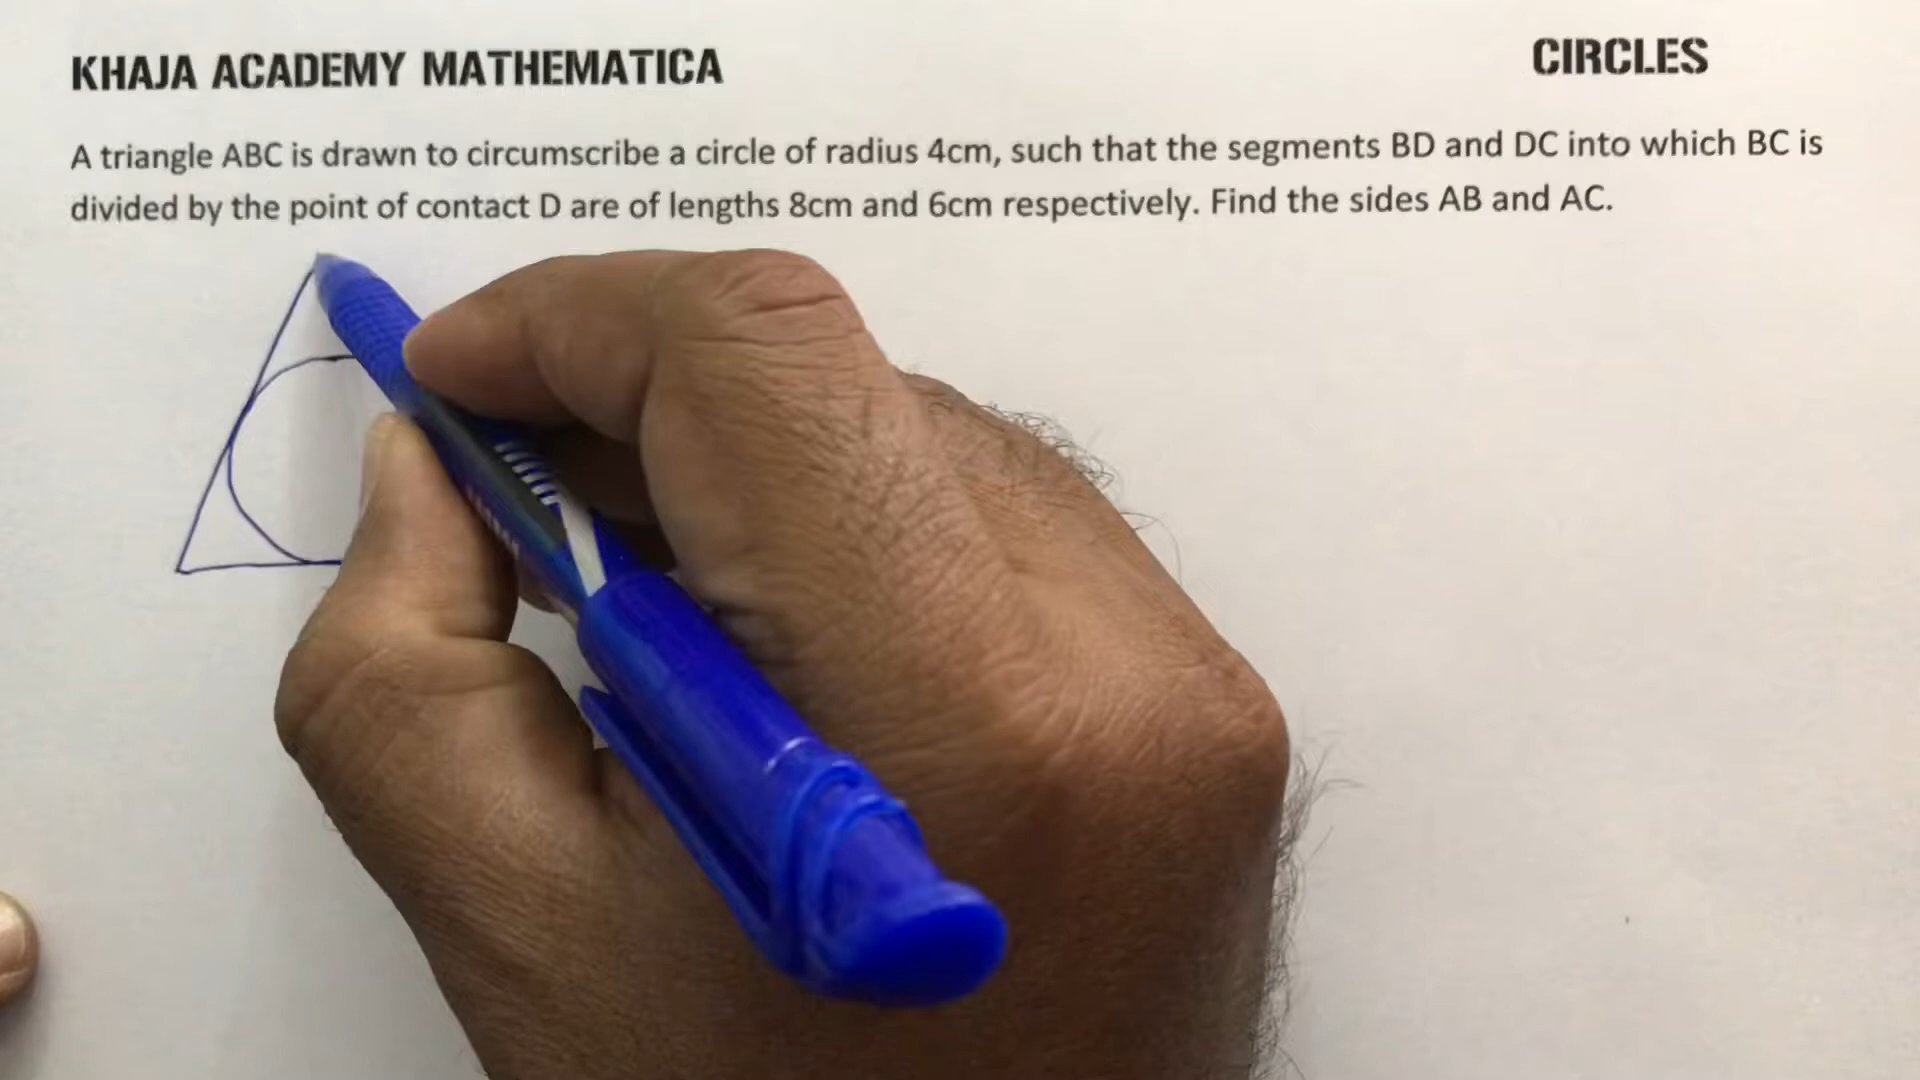 KHAJA ACADEMY MATHEMATICA
CIRCLES
A triangle ABC is drawn to circumscribe a circle of radius 4cm, such that the segments BD and DC into which BC is
divided by the point of contact D are of lengths 8cm and 6cm respectively. Find the sides AB and AC.